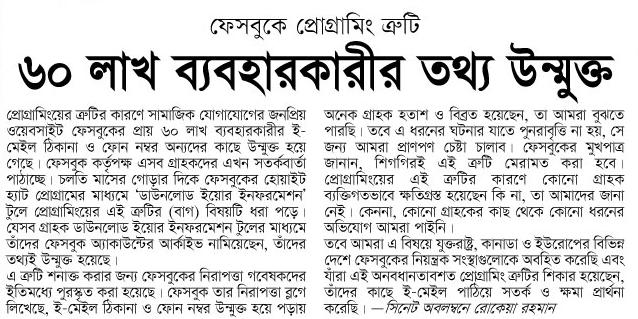 ফেসবুকে প্রোগ্রামিং ত্রুটি
৬০ লাখ ব্যবহারকারীর তথ্য উন্মুক্ত
প্রোগ্রামিংয়ের ত্রুটির কারণে সামাজিক যোগাযোগের জনপ্রিয়
ওয়েবসাইট ফেসবুকের প্রায় ৬০ লাখ ব্যবহারকারীর ই-
মেইল ঠিকানা ও ফোন নম্বর অন্যদের কাছে উন্মুক্ত হয়ে
গেছে। ফেসবুক কর্তৃপক্ষ এসব গ্রাহকদের এখন সতর্কবার্তা
পাঠাচ্ছে। চলতি মাসের গোড়ার দিকে ফেসবুকের হোয়াইট
হ্যাট প্রোগ্রামের মাধ্যমে ‘ডাউনলোড ইয়োর ইনফরমেশন’
টুলে প্রোগ্রামিংয়ের এই ত্রুটির (বাগ) বিষয়টি ধরা পড়ে।
যেসব গ্রাহক ডাউনলোড ইয়োর ইনফরমেশন টুলের মাধ্যমে
তাঁদের ফেসবুক অ্যাকাউন্টের আর্কাইভ নামিয়েছেন, তাঁদের
তথ্যই উন্মুক্ত হয়েছে।
এ ত্রুটি শনাক্ত করার জন্য ফেসবুকের নিরাপত্তা গবেষকদের
ইতিমধ্যে পুরস্কৃত করা হয়েছে। ফেসবুক তার নিরাপত্তা ব্লগে
লিখেছে, ই-মেইল ঠিকানা ও ফোন নম্বর উন্মুক্ত হয়ে পড়ায়
অনেক গ্রাহক হতাশ ও বিব্রত হয়েছেন, তা আমরা বুঝতে
পারছি। তবে এ ধরনের ঘটনার যাতে পুনরাবৃত্তি না হয়, সে
জন্য আমরা প্রাণপণ চেষ্টা চালাব। ফেসবুকের মুখপাত্র
জানান, শিগগিরই এই ত্রুটি মেরামত করা হবে।
প্রোগ্রামিংয়ের এই ত্রুটির কারণে কোনো গ্রাহক
ব্যক্তিগতভাবে ক্ষতিগ্রস্ত হয়েছেন কি না, তা আমাদের জানা
নেই। কেননা, কোনো গ্রাহকের কাছ থেকে কোনো ধরনের
অভিযোগ আমরা পাইনি।
তবে আমরা এ বিষয়ে যুক্তরাষ্ট্র, কানাডা ও ইউরোপের বিভিন্ন
দেশে ফেসবুকের নিয়ন্ত্রক সংস্থাগুলোকে অবহিত করেছি এবং
যাঁরা এই অনবধানতাবশত প্রোগ্রামিং ত্রুটির শিকার হয়েছেন,
তাঁদের কাছে ই-মেইল পাঠিয়ে সতর্ক ও ক্ষমা প্রার্থনা
করেছি। —সিনেট অবলম্বনে রোকেয়া রহমান